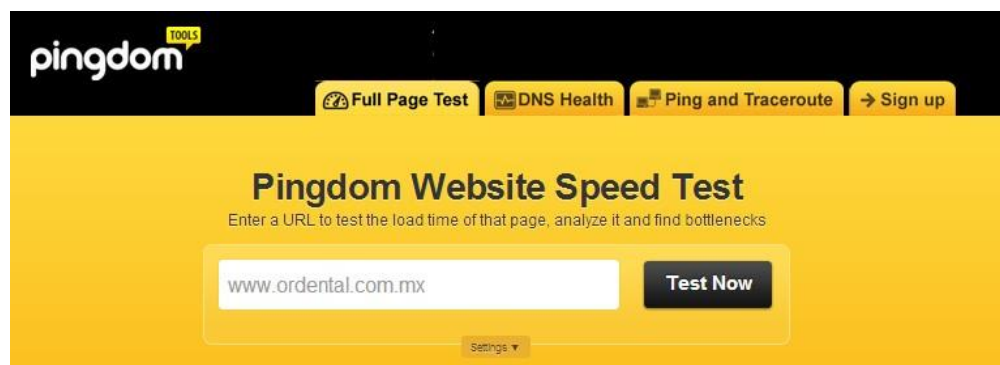 TOOLS
pingdom
Full Page Test DNS Health Ping and Traceroute → Sign up
Pingdom Website Speed Test
Enter a URL to test the load time of that page, analyze it and find bottlenecks
www.ordental.com.mx Test Now
Settings ▼